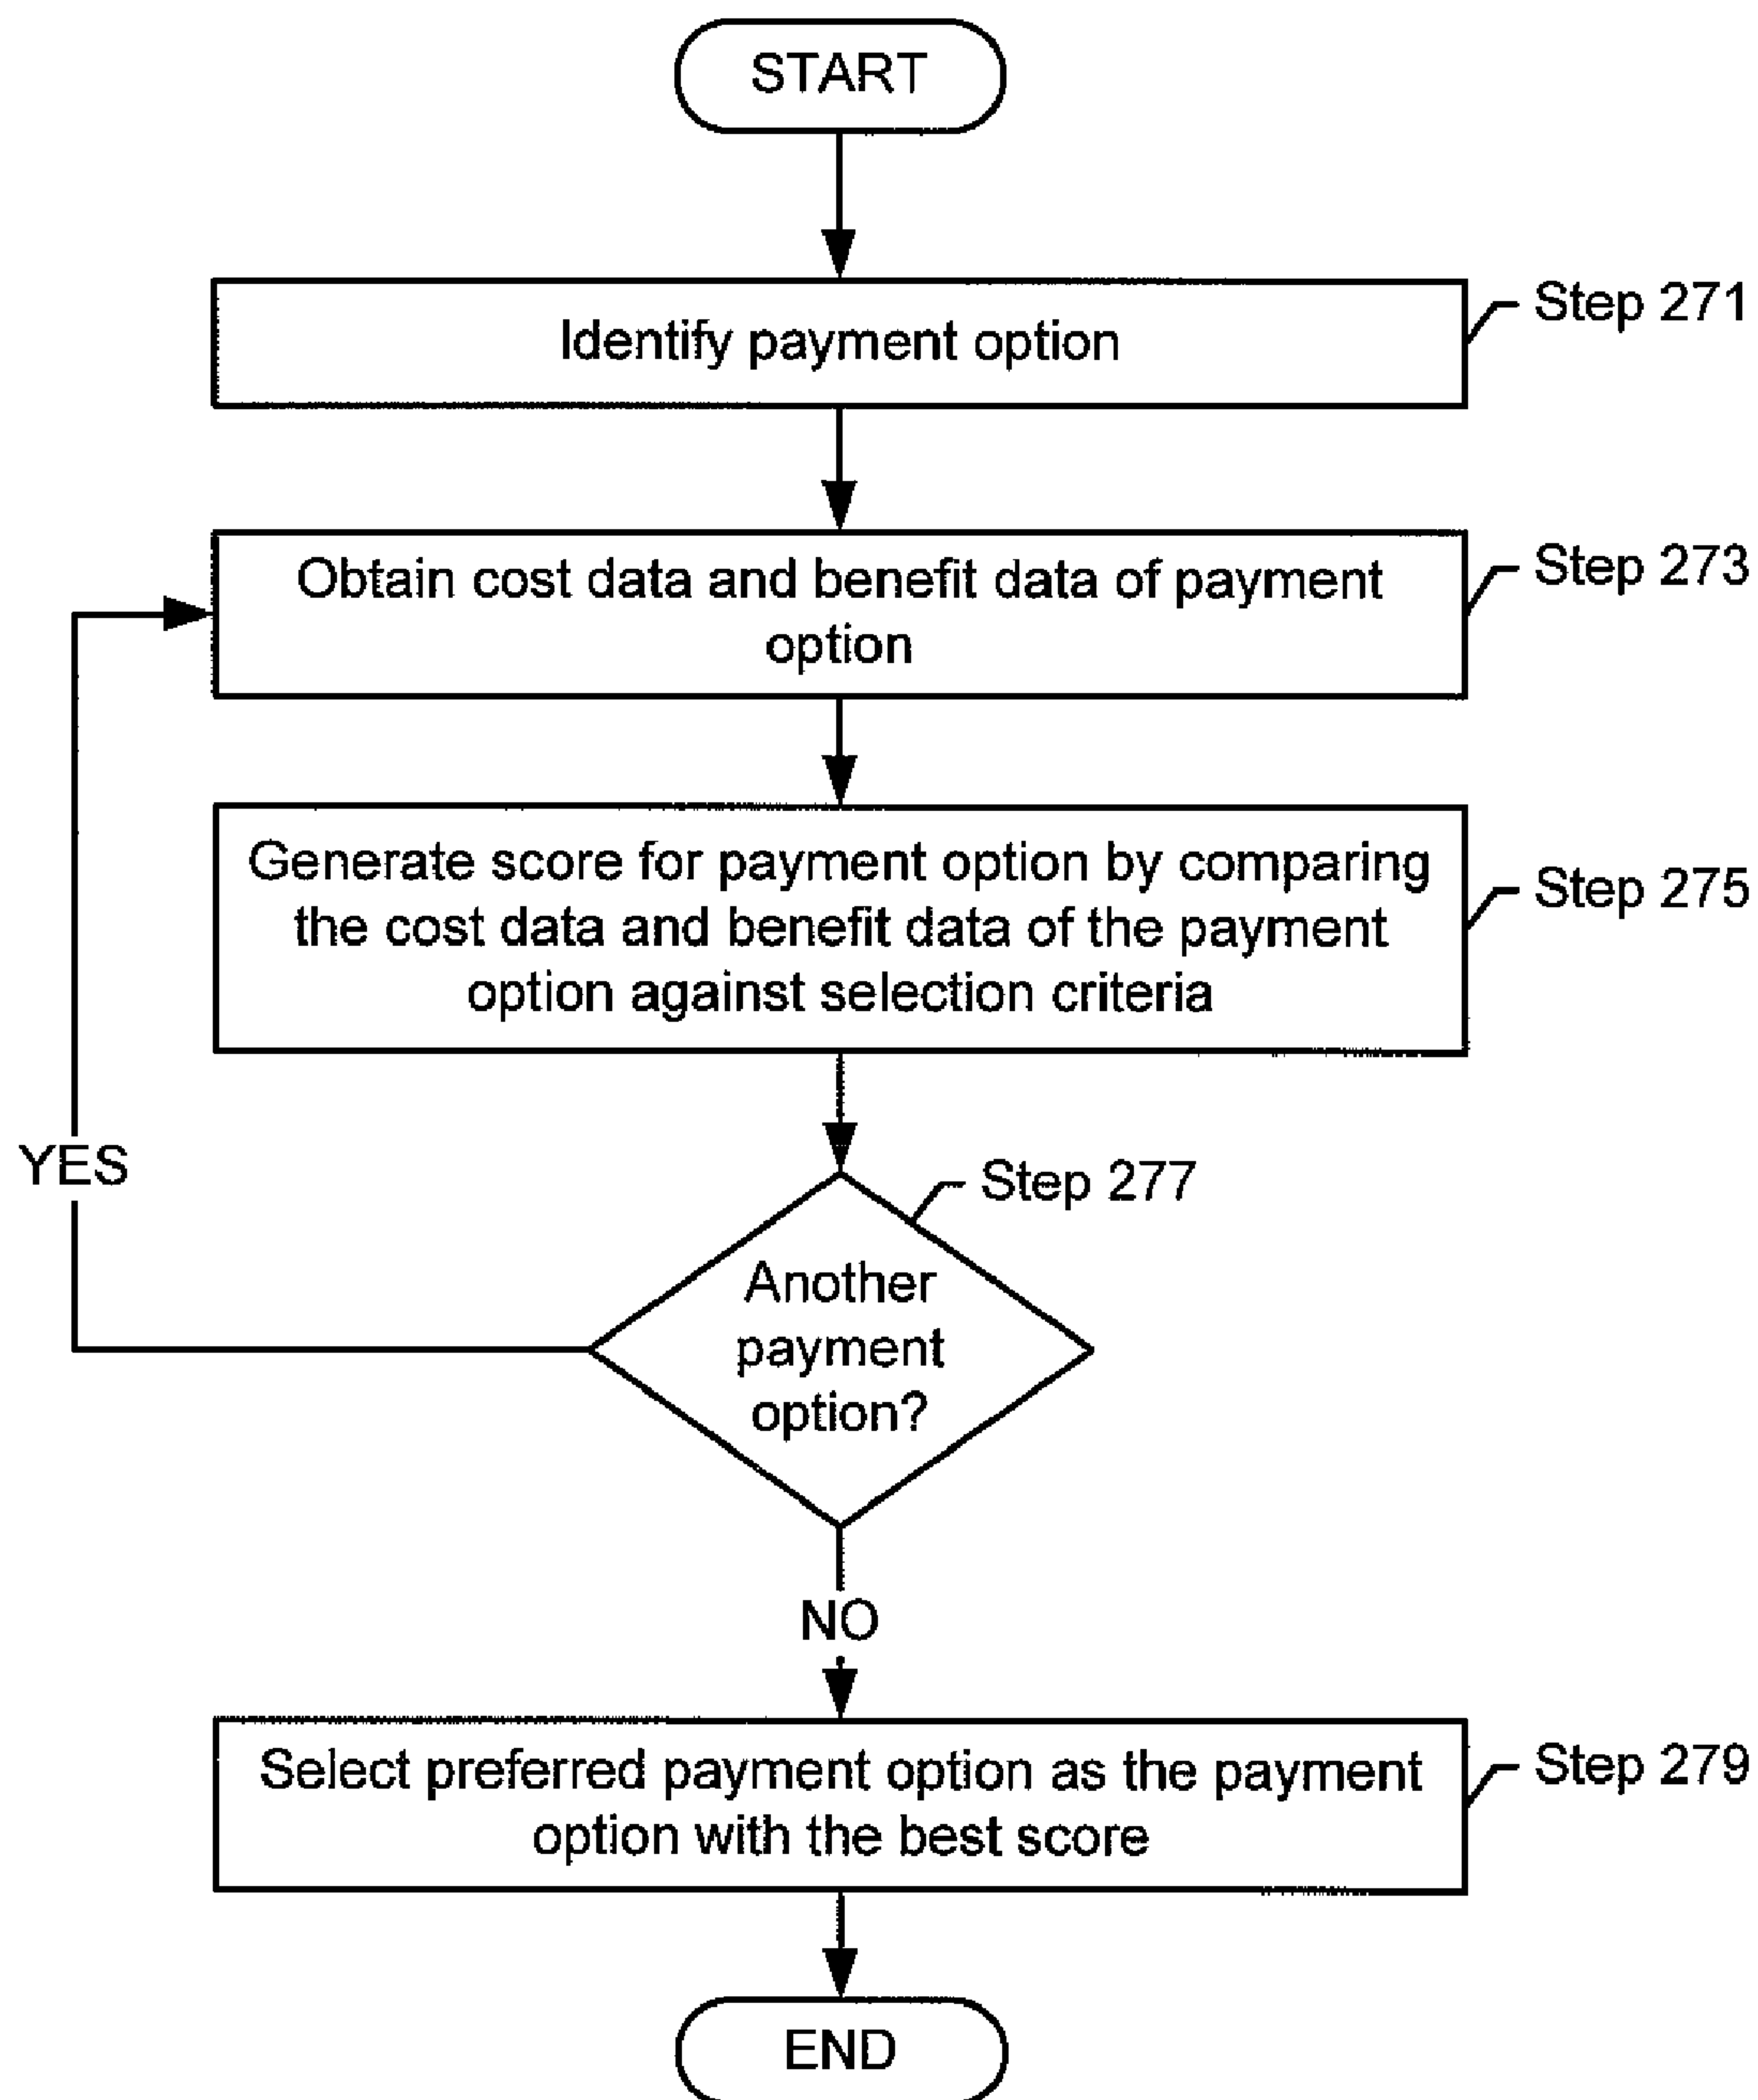 START
Identify payment option
Step 271
Obtain cost data and benefit data of payment
option
Step 273
Generate score for payment option by comparing
the cost data and benefit data of the payment
option against selection criteria
Step 275
YES
Step 277
Another
payment
option?
NO
Select preferred payment option as the payment
option with the best score
Step 279
END